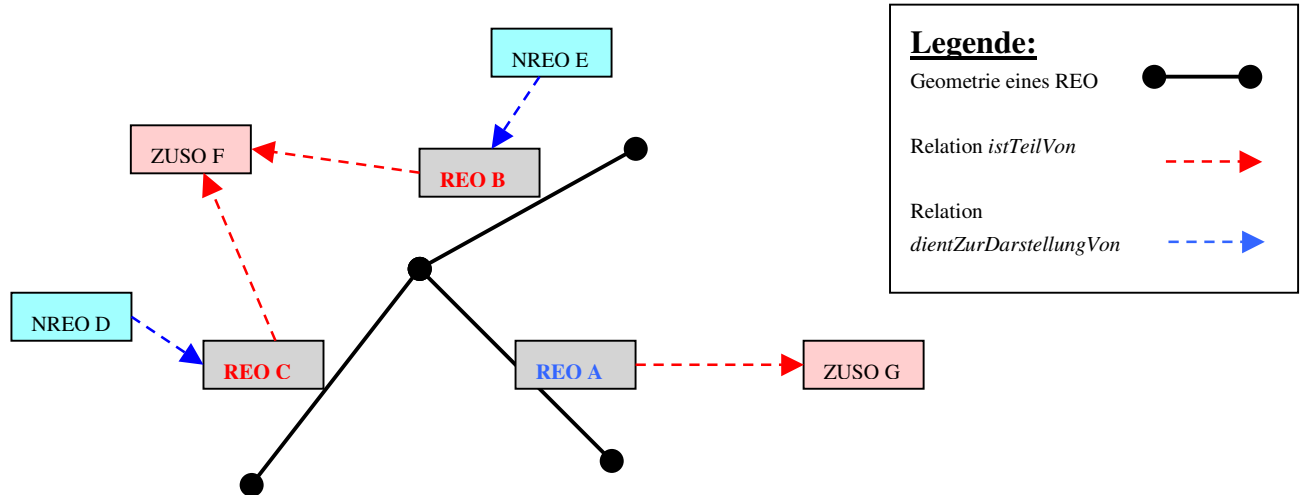 NREO E
ZUSO F
REO B
NREO D
REO C
REO A
ZUSO G
Legende:
Geometrie eines REO
Relation istTeilVon
Relation
dientZurDarstellungVon